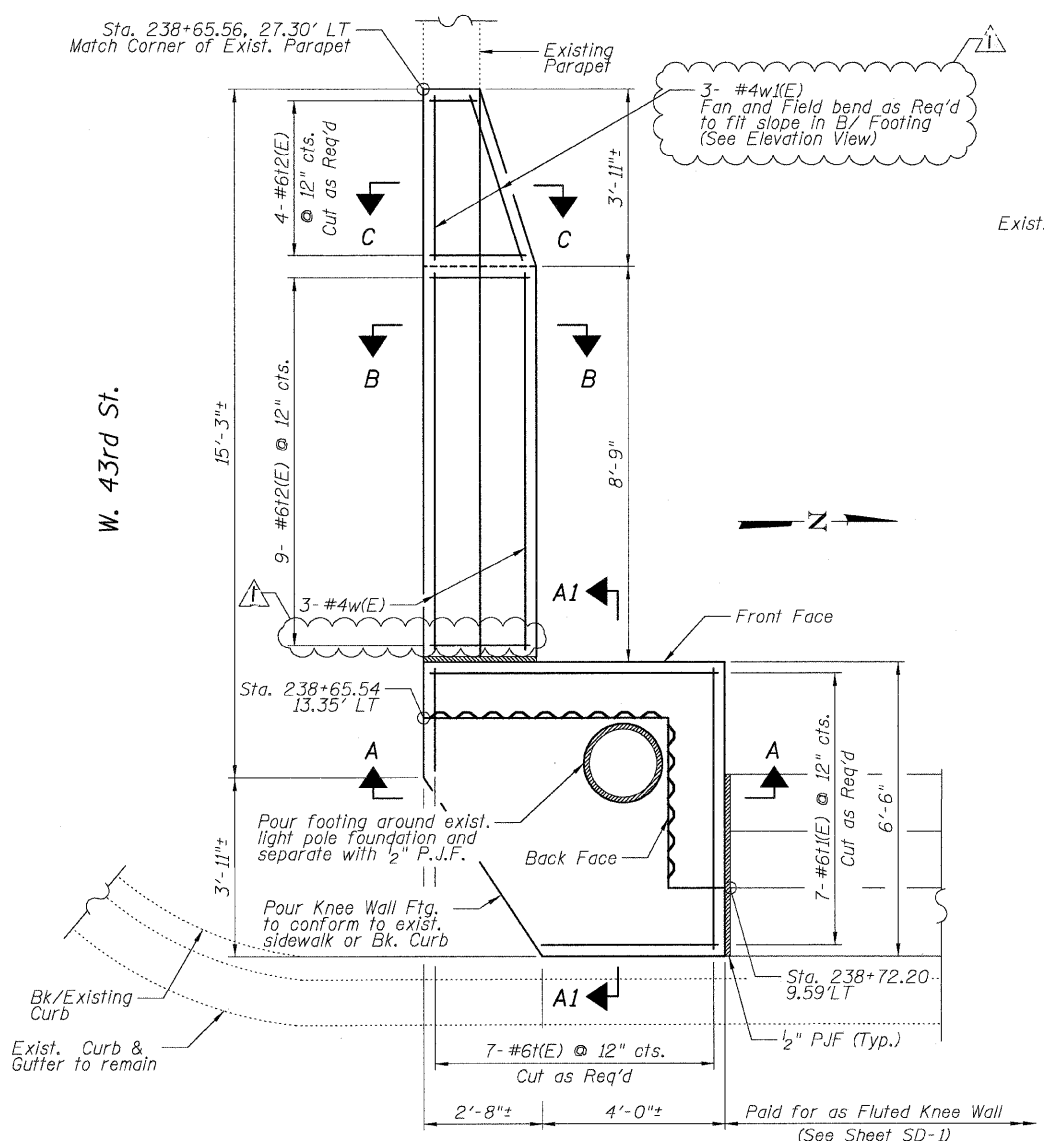 Sta. 238+65.56, 27.30' LT
Match Corner of Exist. Parapet
Existing
Parapet
1
3- #4w1(E)
Fan and Field bend as Req'd
to fit slope in B/ Footing
(See Elevation View)
4-#6t2(E)
@ 12" cts.
Cut as Req'd
3'-11"±
C
C
Exist.
B
B
9- #6t2(E) @ 12" cts.
15'-3"±
W. 43rd St.
8'-9"
N
A1
1
3- #4w(E)
Front Face
Sta. 238+65.54
13.35' LT
A
A
Pour footing around exist.
light pole foundation and
separate with ½" P.J.F.
Back Face
7- #6t1(E) @ 12" cts.
Cut as Req'd
6'-6"
3'-11"±
Pour Knee Wall Ftg.
to conform to exist.
sidewalk or Bk. Curb
Bk/Existing
Curb
A1
Sta. 238+72.20
9.59'LT
½" PJF (Typ.)
Exist. Curb &
Gutter to remain
7- #6t(E) @ 12" cts.
Cut as Req'd
2'-8"±
4'-0"±
Paid for as Fluted Knee Wall
(See Sheet SD-1)